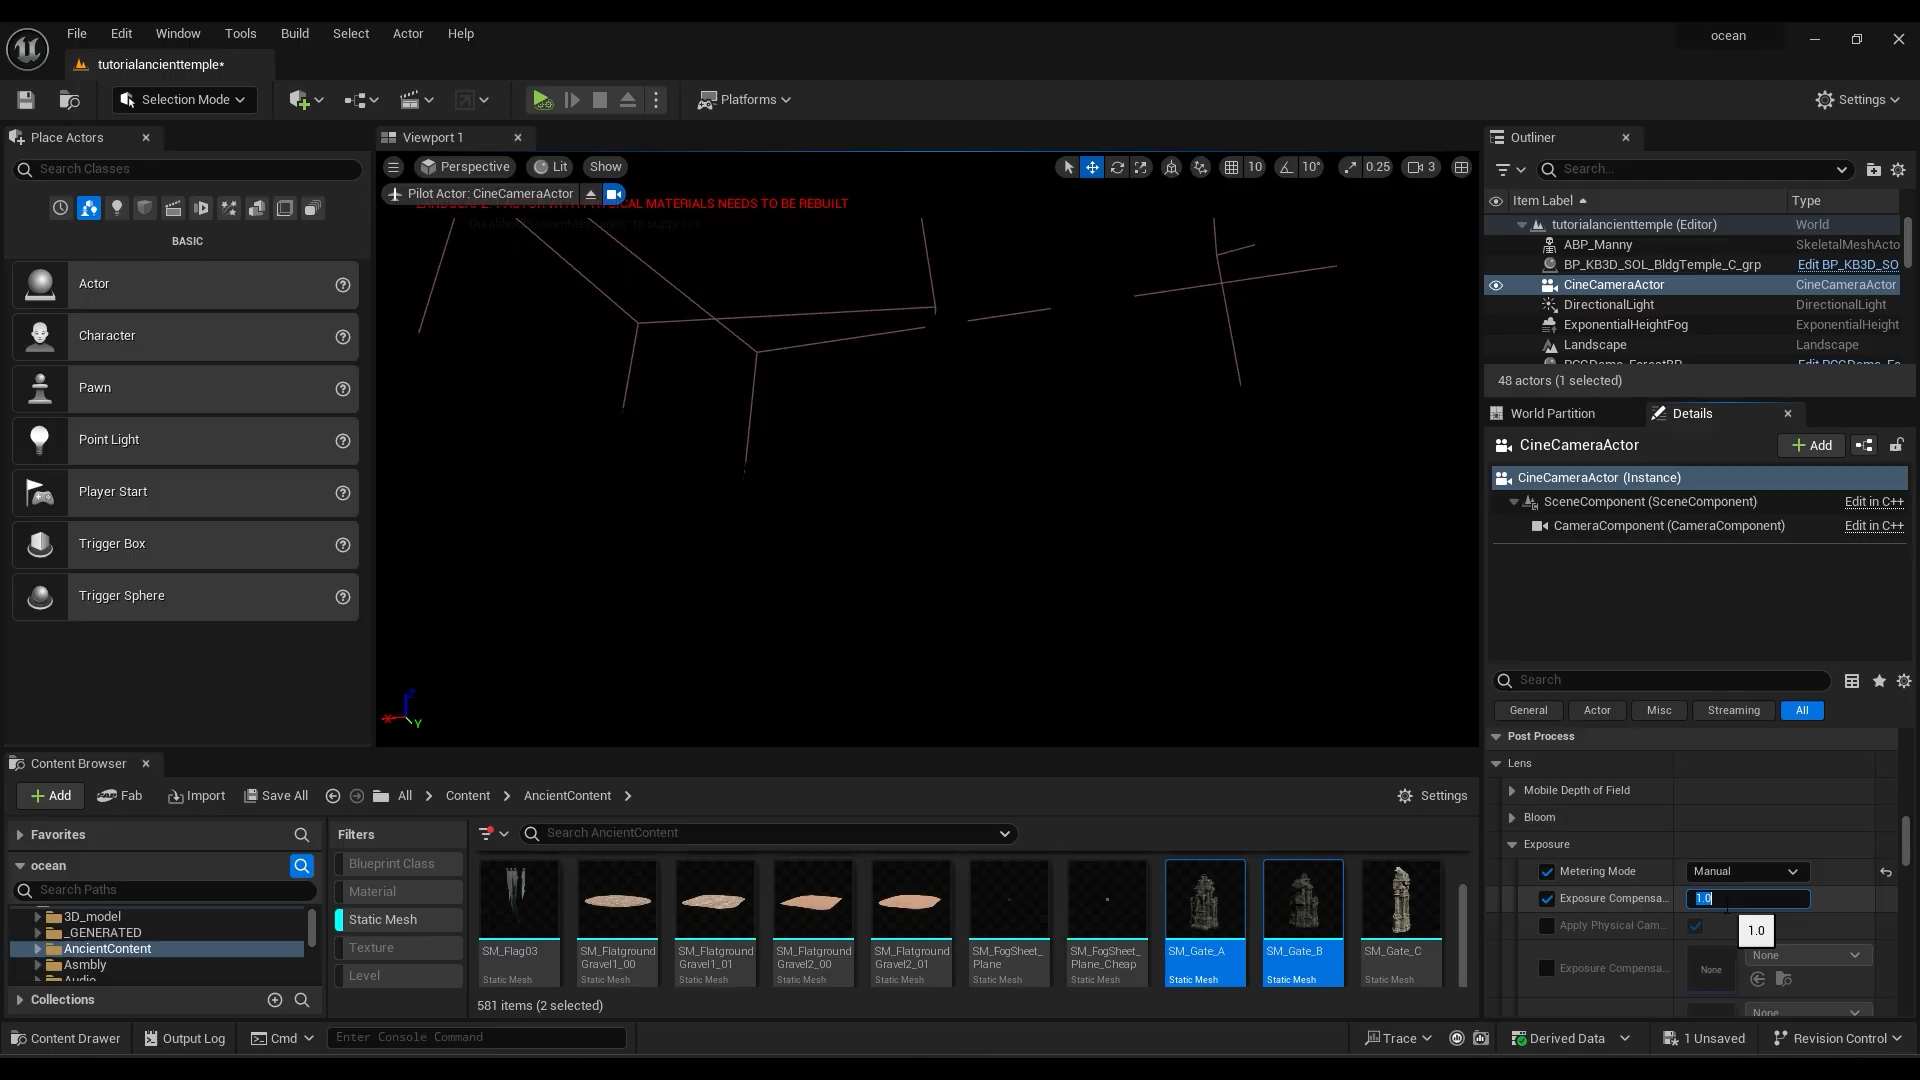 File Edit Window Tools Build Select Actor Help
ocean
tutorialancienttemple*
Selection Mode
Platforms
Settings
Place Actors
Viewport 1
Outliner
Search Classes
Perspective Lit Show
10 10° 0.25 3
Search...
Pilot Actor: CineCameraActor
MATERIALS NEEDS TO BE REBUILT
Item Label Type
BASIC
tutorialancienttemple (Editor) World
ABP_Manny SkeletalMeshActo
BP_KB3D_SOL_BldgTemple_C_grp Edit BP_KB3D_SO
CineCameraActor CineCameraActor
DirectionalLight DirectionalLight
ExponentialHeightFog ExponentialHeight
Landscape Landscape
48 actors (1 selected)
Actor
Character
Pawn
Point Light
Player Start
Trigger Box
Trigger Sphere
World Partition Details
CineCameraActor Add
CineCameraActor (Instance)
SceneComponent (SceneComponent) Edit in C++
CameraComponent (CameraComponent) Edit in C++
Search
General Actor Misc Streaming All
Post Process
Lens
Mobile Depth of Field
Bloom
Exposure
Metering Mode Manual
Exposure Compensa... 1.0
Apply Physical Cam...
1.0
Exposure Compensa... None None
None
Content Browser
Add Fab Import Save All All Content AncientContent Settings
Favorites
ocean
Search Paths
3D_model
_GENERATED
AncientContent
Asmbly
Audio
Collections
Filters
Blueprint Class
Material
Static Mesh
Texture
Level
Search AncientContent
SM_Flag03
Static Mesh
SM_Flatground
Gravel1_00
Static Mesh
SM_Flatground
Gravel1_01
Static Mesh
SM_Flatground
Gravel2_00
Static Mesh
SM_Flatground
Gravel2_01
Static Mesh
SM_FogSheet_
Plane
Static Mesh
SM_FogSheet_
Plane_Cheap
Static Mesh
SM_Gate_A
Static Mesh
SM_Gate_B
Static Mesh
SM_Gate_C
Static Mesh
581 items (2 selected)
Content Drawer Output Log Cmd Enter Console Command Trace Derived Data 1 Unsaved Revision Control